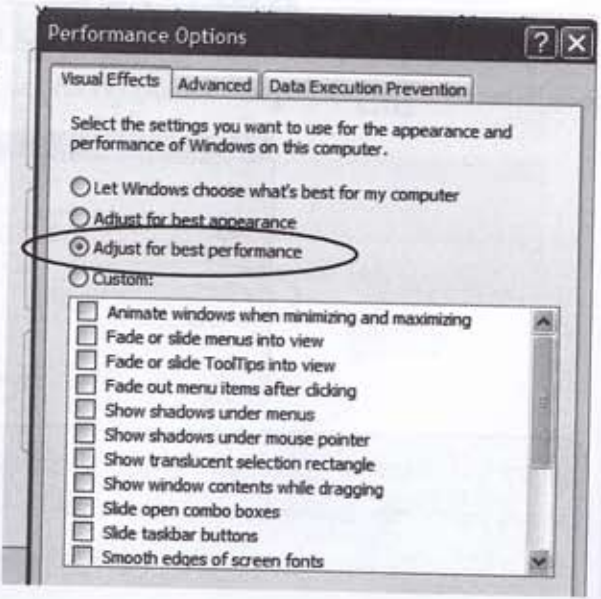 Performance Options
Visual Effects Advanced Data Execution Prevention
Select the settings you want to use for the appearance and
performance of Windows on this computer.
Let Windows choose what's best for my computer
Adjust for best appearance
Adjust for best performance
Custom:
Animate windows when minimizing and maximizing
Fade or slide menus into view
Fade or slide ToolTips into view
Fade out menu items after clicking
Show shadows under menus
Show shadows under mouse pointer
Show translucent selection rectangle
Show window contents while dragging
Slide open combo boxes
Slide taskbar buttons
Smooth edges of screen fonts